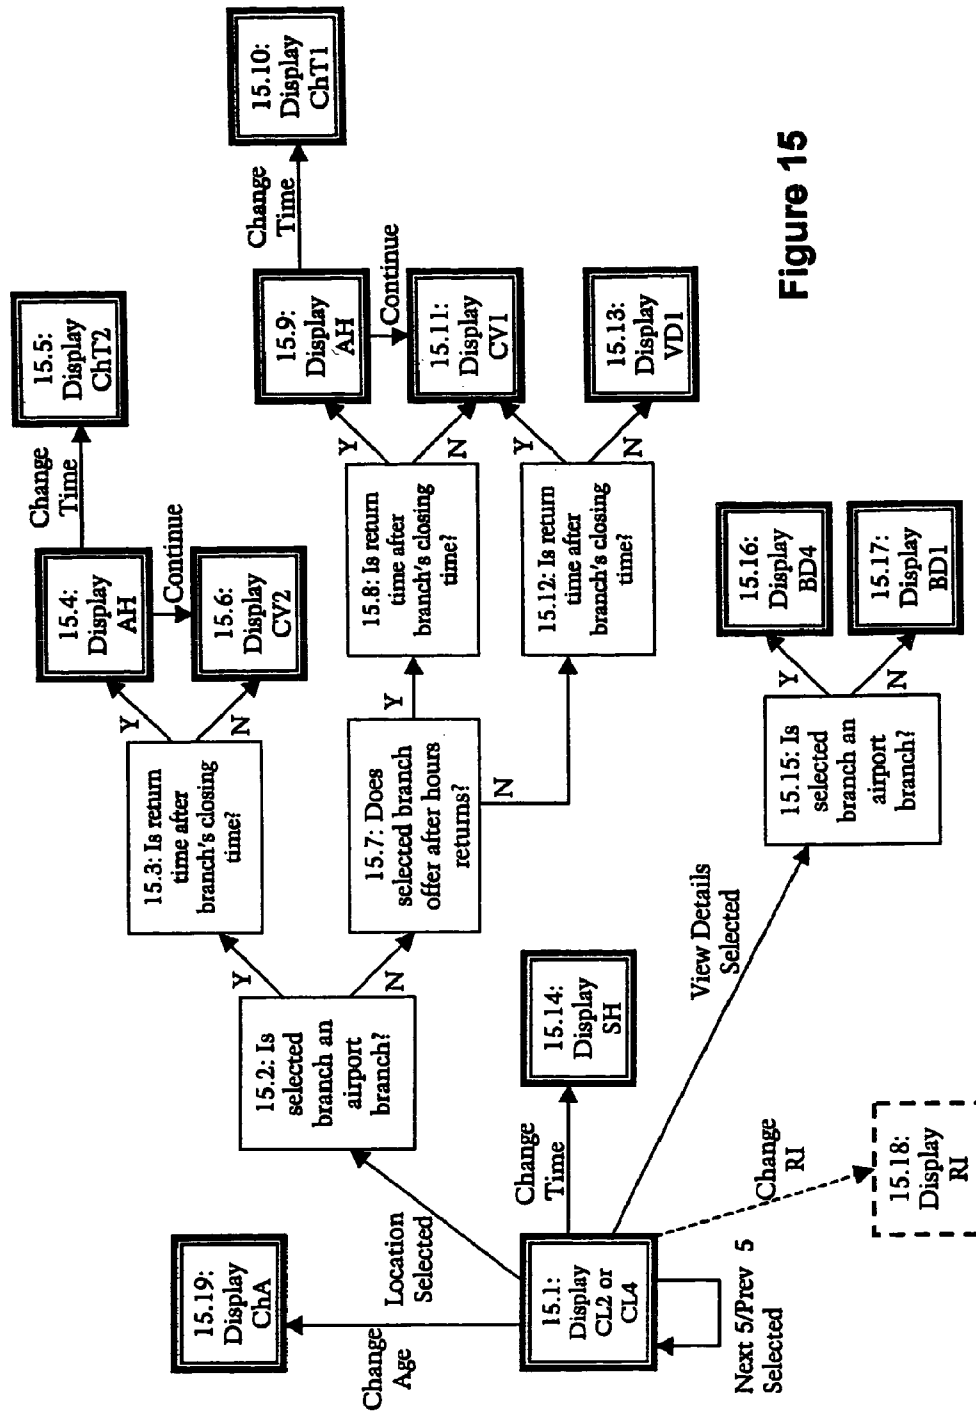 15.1:
Display
CL2 or
CL4
Next 5/Prev 5
Selected
Change
Age
15.19:
Display
ChA
Location
Selected
15.2: Is
selected
branch an
airport
branch?
Y
N
15.3: Is return
time after
branch's closing
time?
Y
N
15.4:
Display
AH
Change
Time
15.5:
Display
ChT2
Continue
15.6:
Display
CV2
15.7: Does
selected branch
offer after hours
returns?
Y
N
15.8: Is return
time after
branch's closing
time?
Y
N
15.9:
Display
AH
Change
Time
15.10:
Display
ChT1
Continue
15.11:
Display
CV1
15.12: Is return
time after
branch's closing
time?
Y
N
15.13:
Display
VD1
Change
Time
15.14:
Display
SH
View Details
Selected
15.15: Is
selected
branch an
airport
branch?
Y
N
15.16:
Display
BD4
15.17:
Display
BD1
Change
RI
15.18:
Display
RI
Figure 15